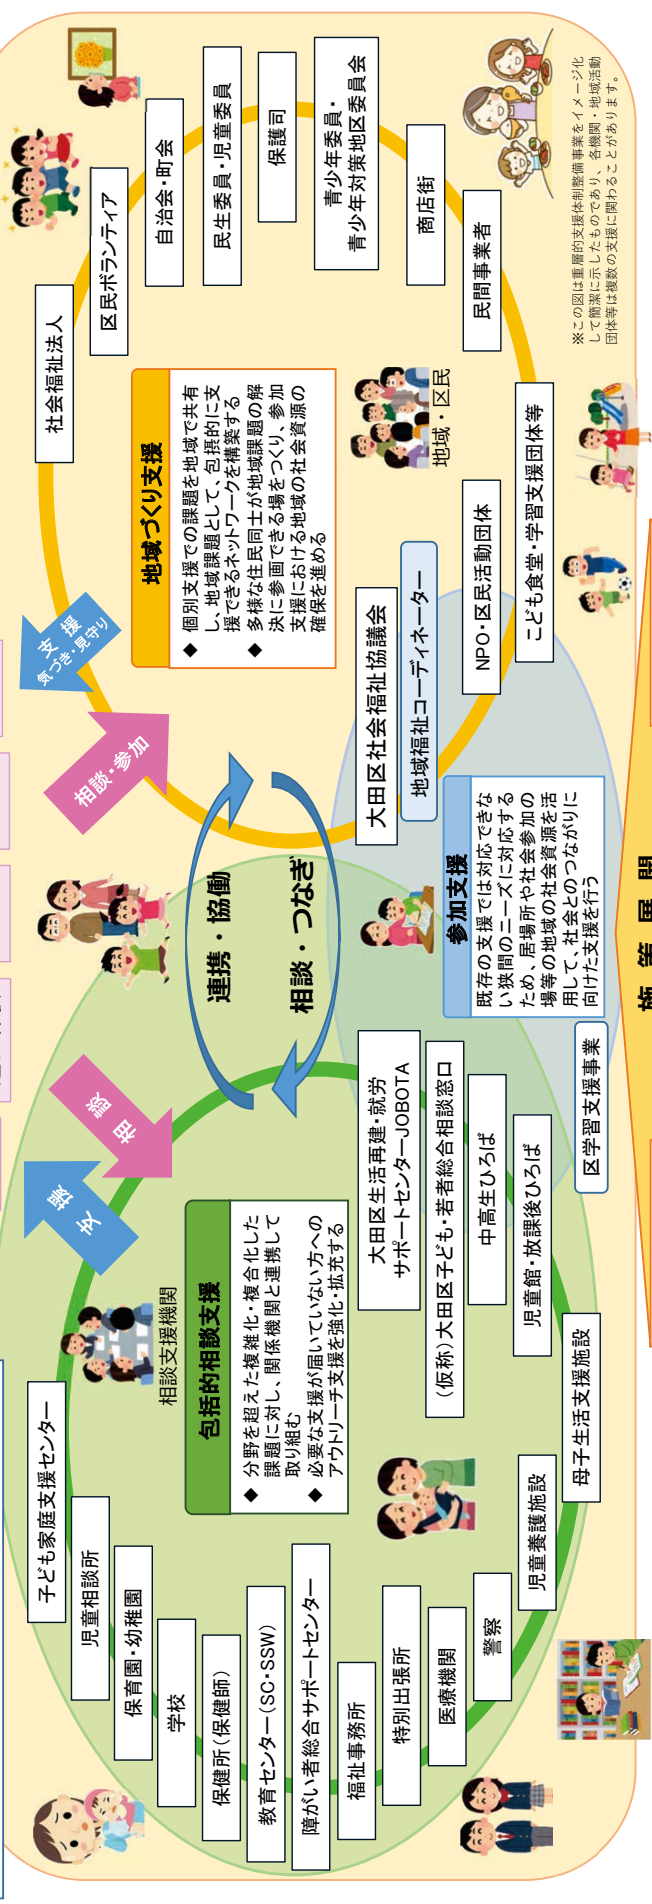 子ども家庭支援センター
児童相談所
保育園・幼稚園
学校
保健所(保健師)
教育センター(SC・SSW)
障がい者総合サポートセンター
福祉事務所
特別出張所
医療機関
警察
児童養護施設
母子生活支援施設
相談支援機関
包括的相談支援
◆ 分野を超えた複雑化・複合化した
課題に対し、関係機関と連携して
取り組む
◆ 必要な支援が届いていない方への
アウトリーチ支援を強化・拡充する
大田区生活再建・就労
サポートセンターJOBOTA
(仮称)大田区子ども・若者総合相談窓口
中高生ひろば
児童館・放課後ひろば
区学習支援事業
支援
相談
連携・協働
相談・つなぎ
参加支援
既存の支援では対応できな
い狭間のニーズに対応する
ため、居場所や社会参加の
場等の地域の社会資源を活
用して、社会とのつながりに
向けた支援を行う
相談・参加
支援
気づき・見守り
大田区社会福祉協議会
地域福祉コーディネーター
NPO・区民活動団体
こども食堂・学習支援団体等
地域づくり支援
◆ 個別支援での課題を地域で共有
し、地域課題として、包括的に支
援できるネットワークを構築する
◆ 多様な住民同士が地域課題の解
決に参画できる場をつくり、参加
支援における地域の社会資源の
確保を進める
地域・区民
社会福祉法人
区民ボランティア
自治会・町会
民生委員・児童委員
保護司
青少年委員・
青少年対策地区委員会
商店街
民間事業者
※この図は重層的支援体制整備事業をイメージ化
して簡潔に示したものであり、各機関・地域活動
団体等は複数の支援に関わることがあります。
施策展開